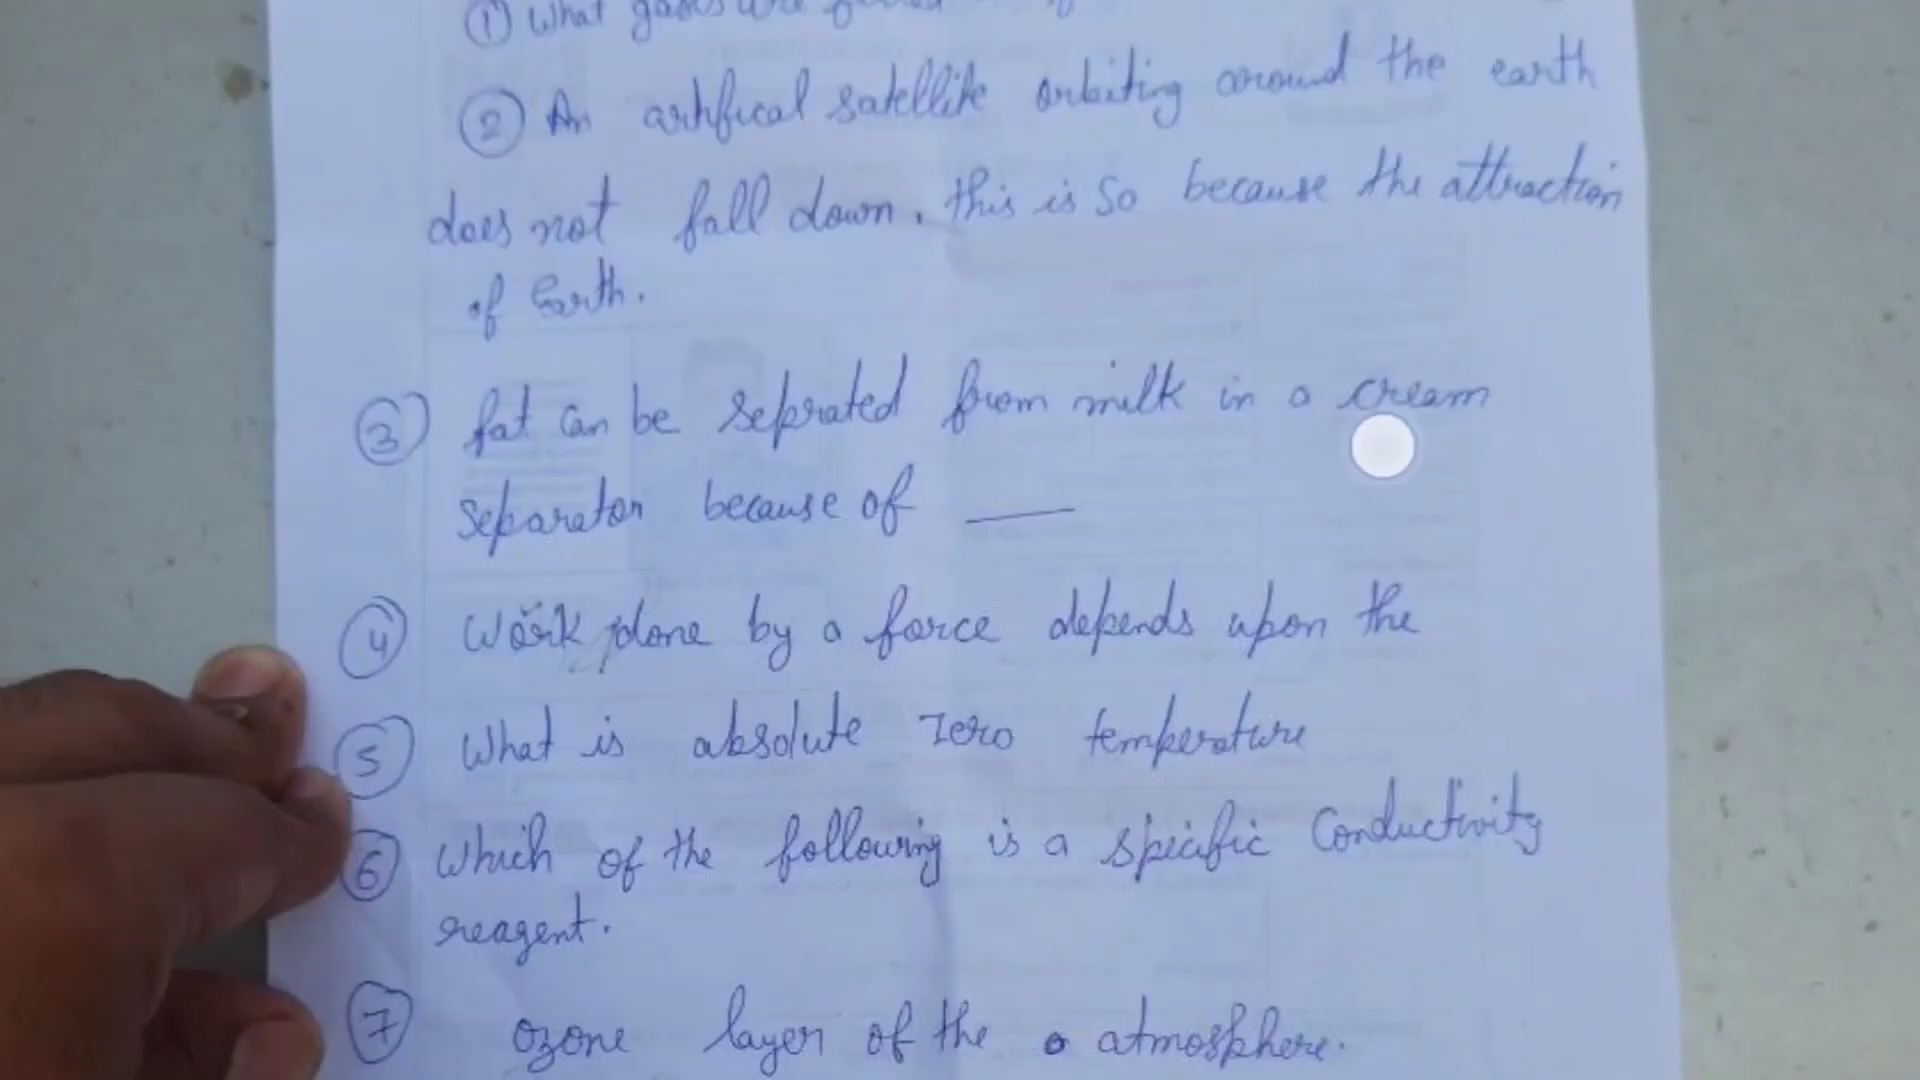 ① What gases are
② An artifical satellite orbiting around the earth
does not fall down. this is so because the attraction
of Earth.
③ fat can be seprated from milk in a cream
separator because of ___
④ Work done by a force depends upon the
⑤ What is absolute zero temperature
⑥ Which of the following is a specific Conductivity
reagent.
⑦ ozone layer of the atmosphere.